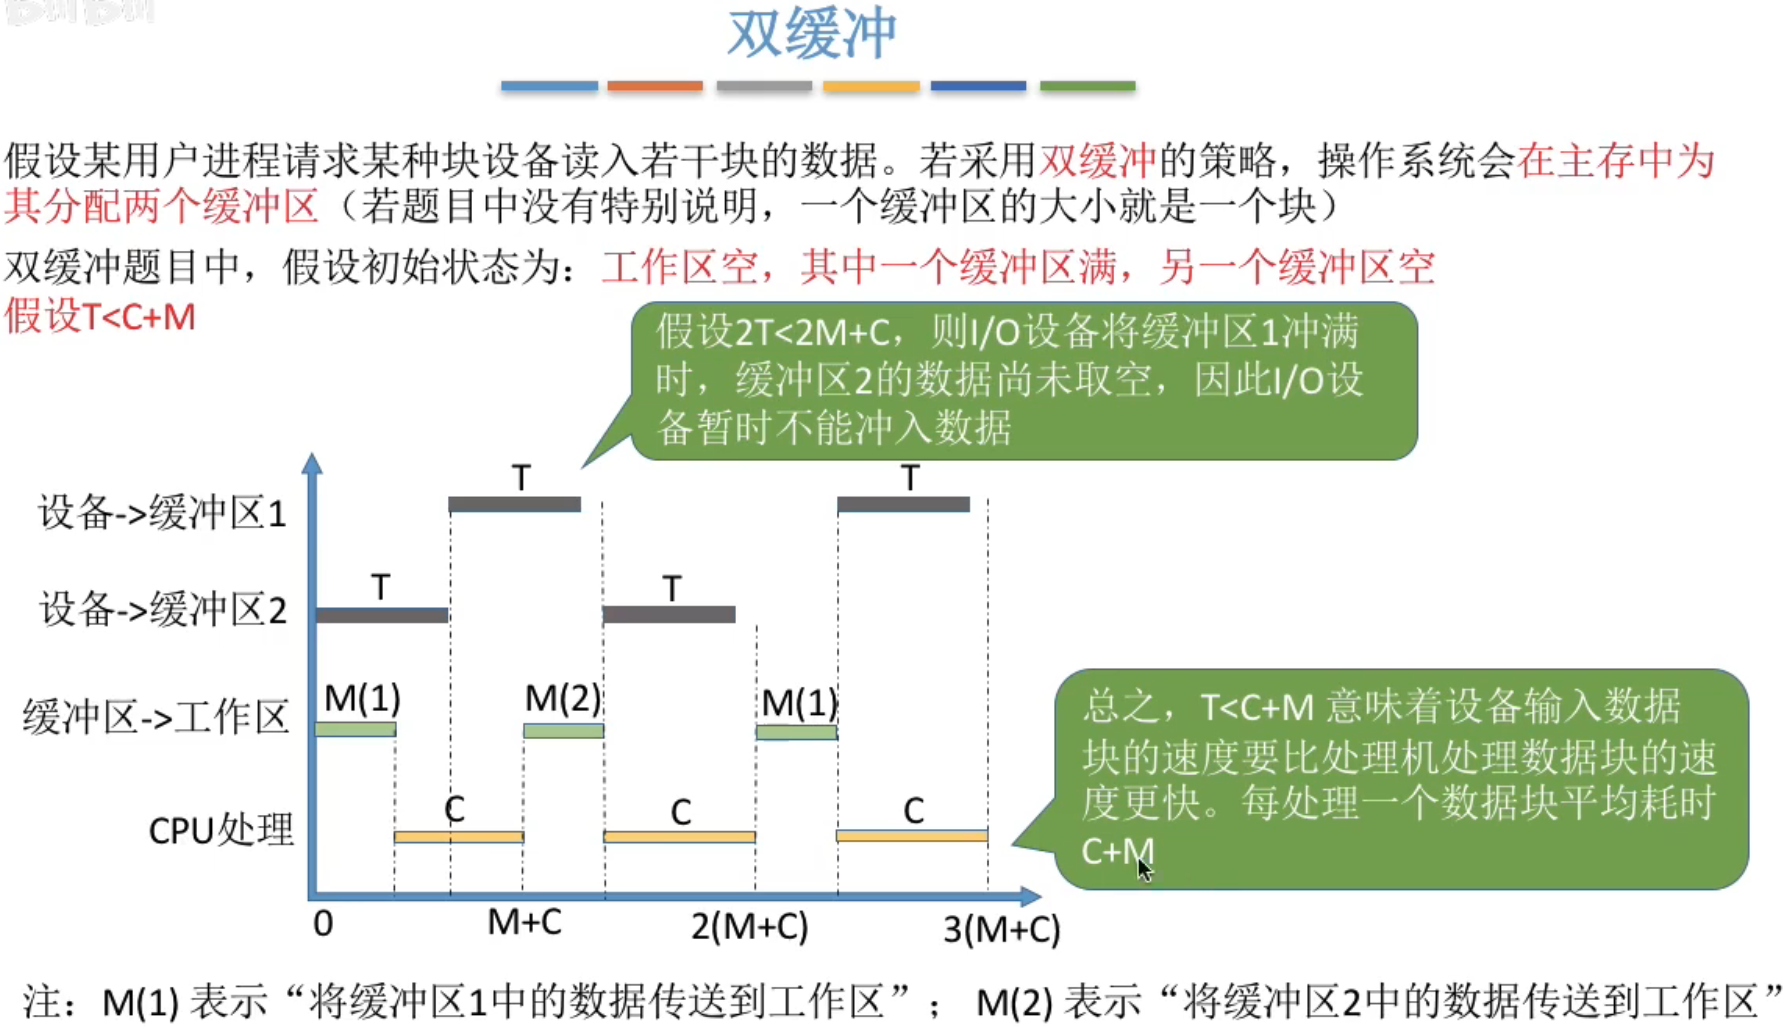 双缓冲
假设某用户进程请求某种块设备读入若干块的数据。若采用双缓冲的策略，操作系统会在主存中为
其分配两个缓冲区（若题目中没有特别说明，一个缓冲区的大小就是一个块）
双缓冲题目中，假设初始状态为：工作区空，其中一个缓冲区满，另一个缓冲区空
假设T<C+M
假设2T<2M+C，则I/O设备将缓冲区1冲满
时，缓冲区2的数据尚未取空，因此I/O设
备暂时不能冲入数据
T
T
设备->缓冲区1
T
T
设备->缓冲区2
M(1)
M(2)
M(1)
缓冲区->工作区
C
C
C
CPU处理
总之，T<C+M 意味着设备输入数据
块的速度要比处理机处理数据块的速
度更快。每处理一个数据块平均耗时
C+M
0
M+C
2(M+C)
3(M+C)
注：M(1) 表示“将缓冲区1中的数据传送到工作区”； M(2) 表示“将缓冲区2中的数据传送到工作区”